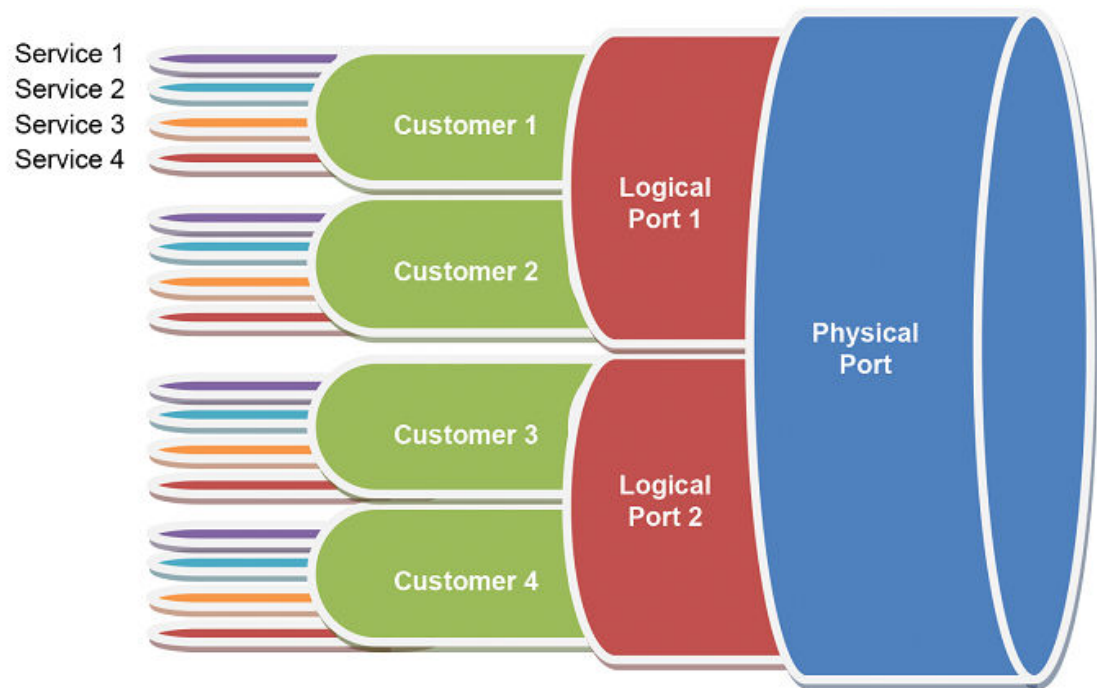 Service 1
Service 2
Service 3
Service 4
Customer 1
Customer 2
Customer 3
Customer 4
Logical
Port 1
Logical
Port 2
Physical
Port